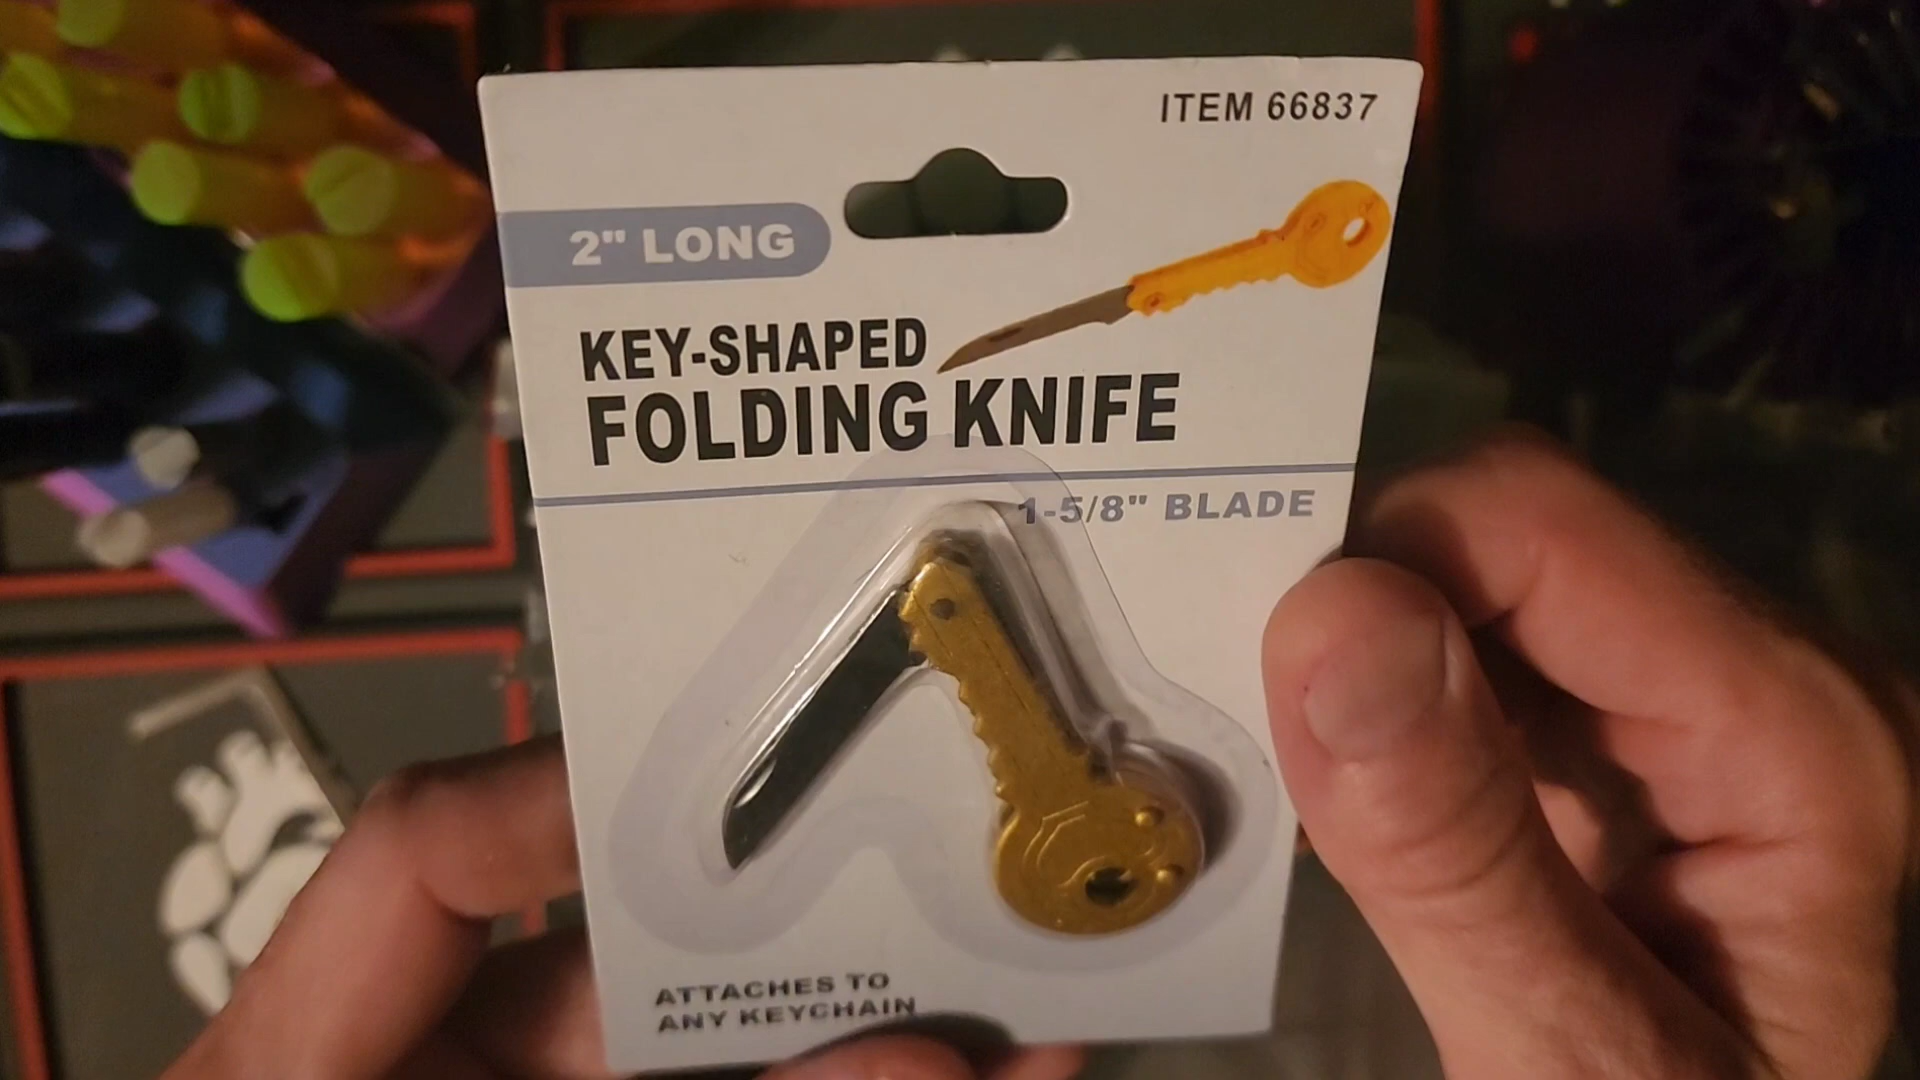 ITEM 66837
2" LONG
KEY-SHAPED
FOLDING KNIFE
1-5/8" BLADE
ATTACHES TO
ANY KEYCHAIN